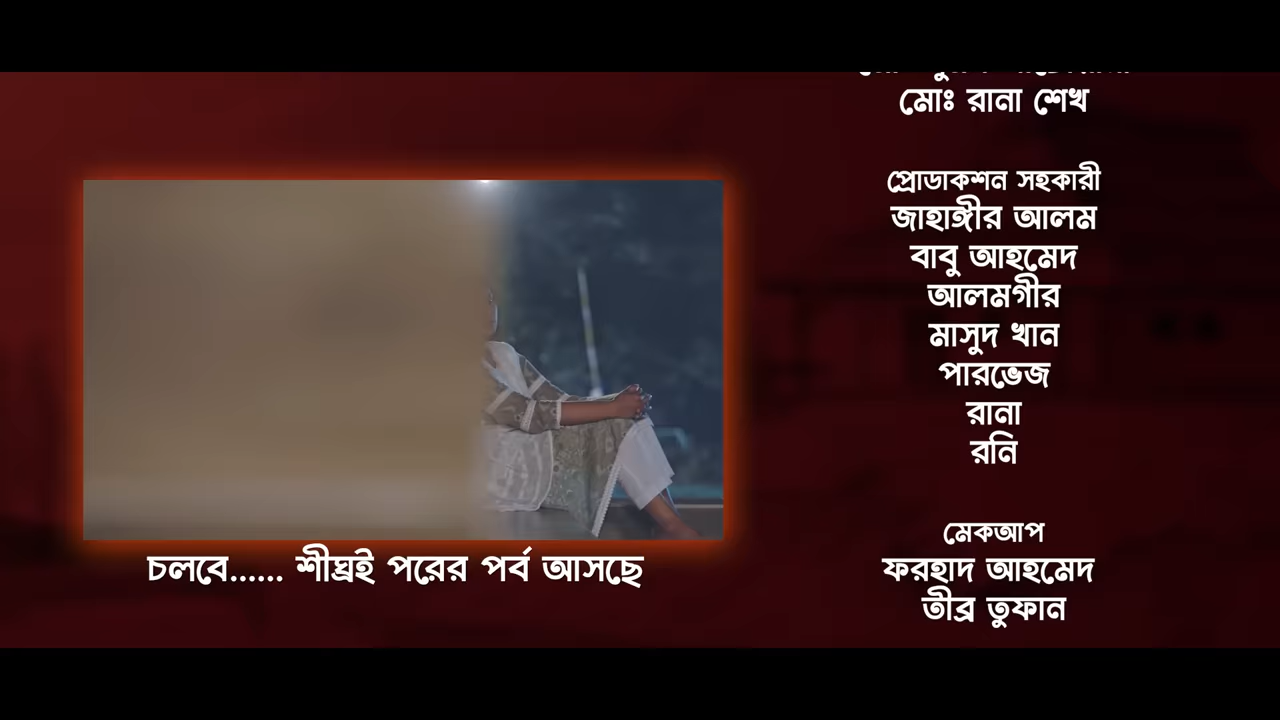 মোঃ রানা শেখ
প্রোডাকশন সহকারী
জাহাঙ্গীর আলম
বাবু আহমেদ
আলমগীর
মাসুদ খান
পারভেজ
রানা
রনি
মেকআপ
ফরহাদ আহমেদ
তীব্র তুফান
চলবে...... শীঘ্রই পরের পর্ব আসছে